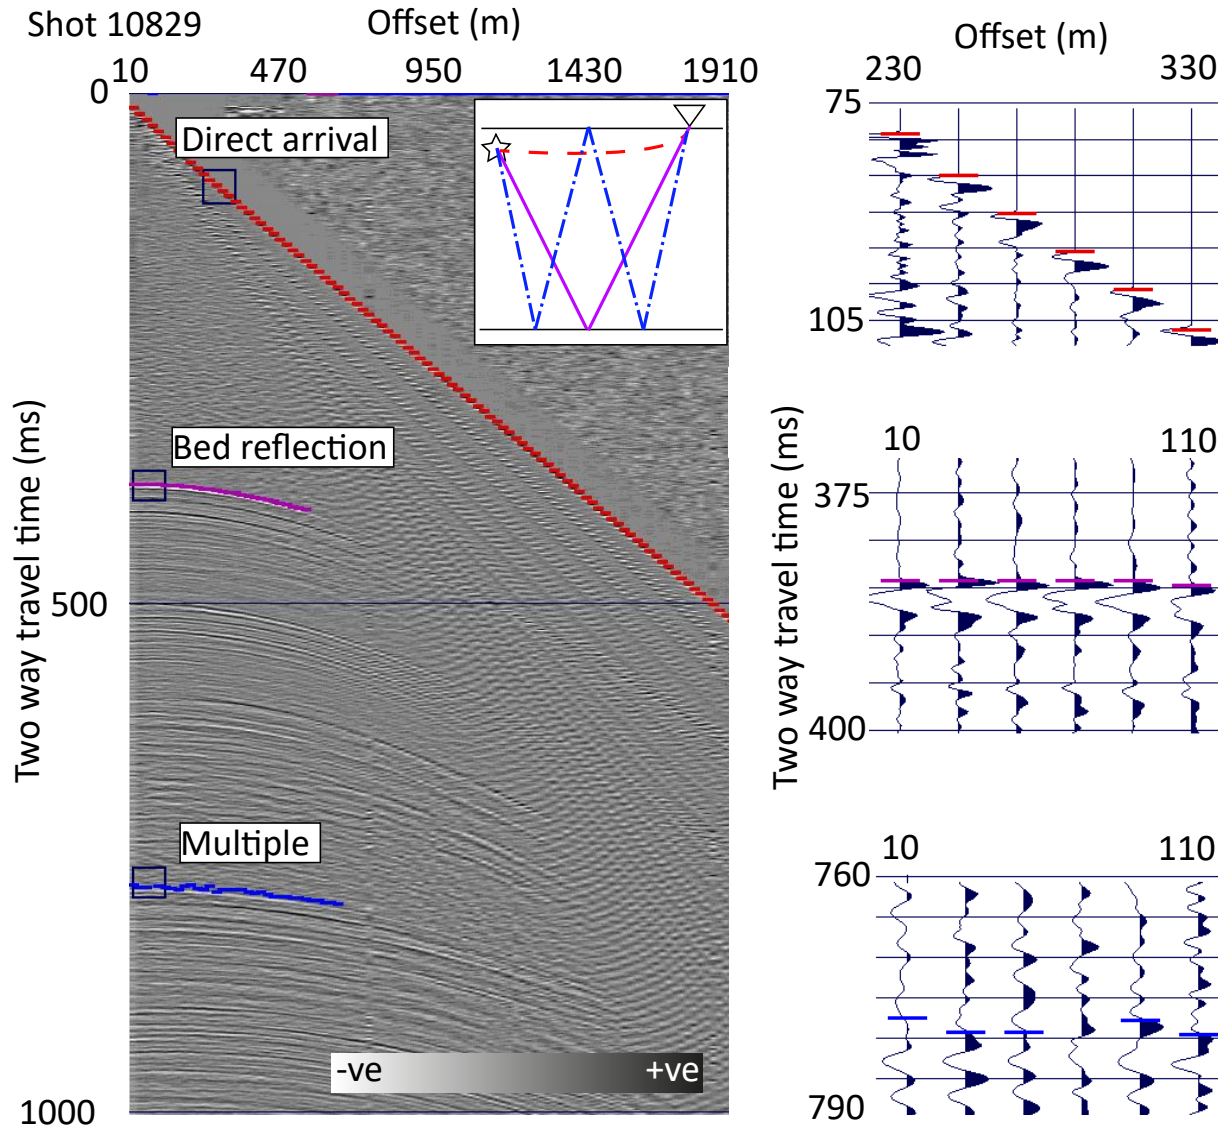 Shot 10829
Offset (m)
10 470 950 1430 1910
0
Direct arrival
Bed reflection
500
Multiple
-ve +ve
1000
Two way travel time (ms)
Offset (m)
230 330
75
105
10 110
375
400
Two way travel time (ms)
10 110
760
790